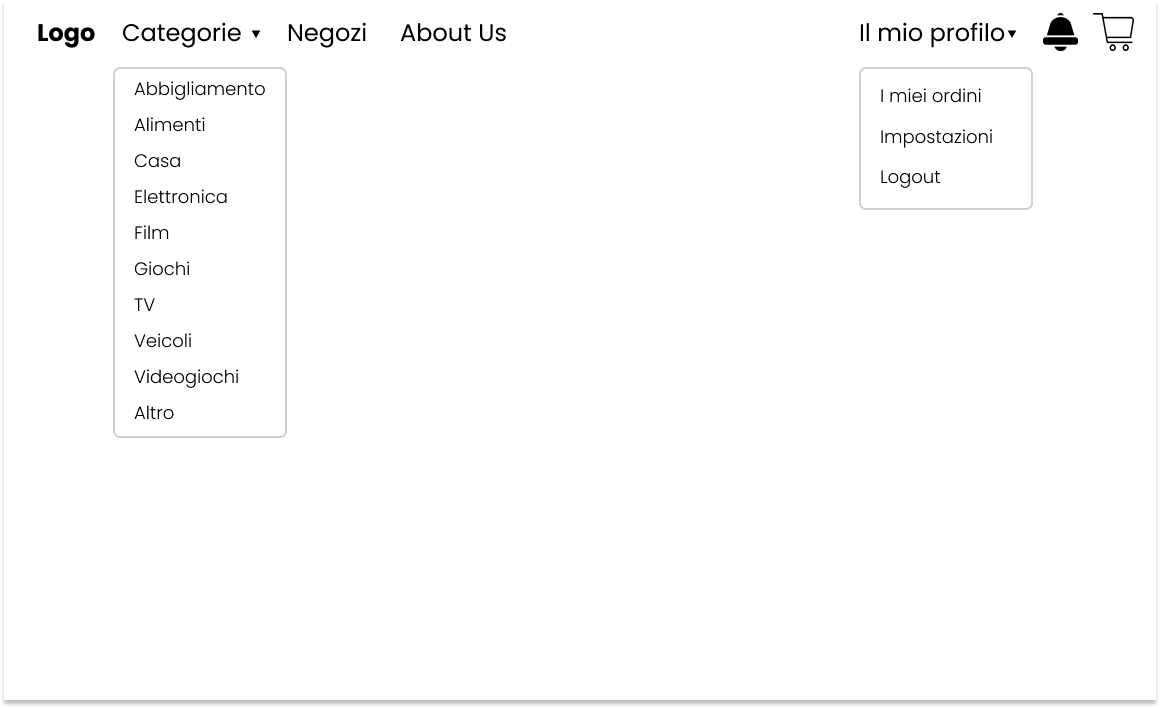 Logo Categorie ▾ Negozi About Us Il mio profilo ▾
Abbigliamento
Alimenti
Casa
Elettronica
Film
Giochi
TV
Veicoli
Videogiochi
Altro
I miei ordini
Impostazioni
Logout